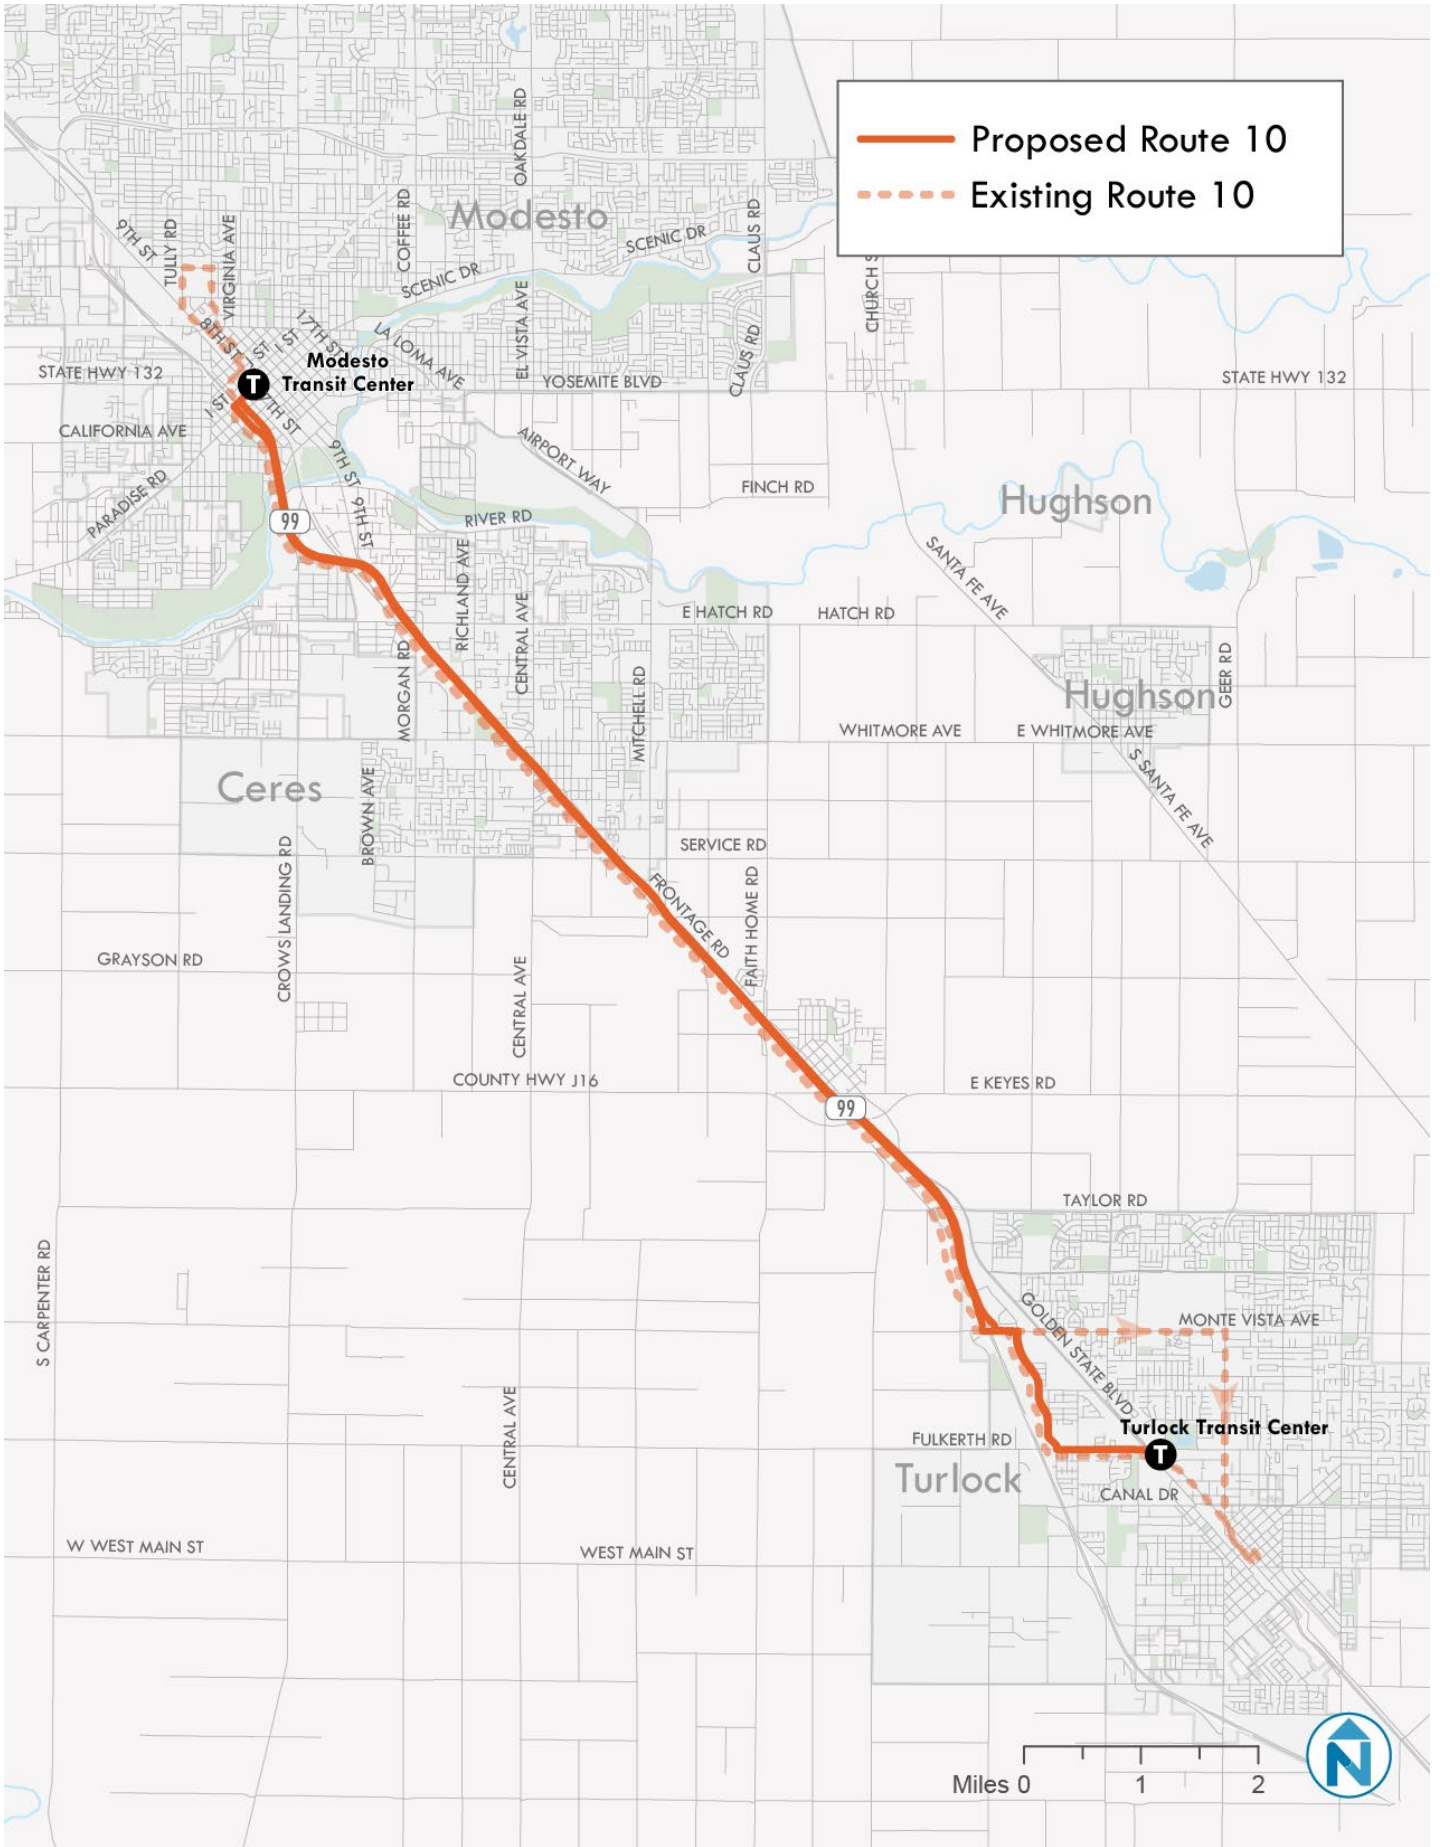 Proposed Route 10
Existing Route 10
OAKDALE RD
Modesto
COFFEE RD
SCENIC DR
CLAUS RD
9TH ST
TULLY RD
VIRGINIA AVE
SCENIC DR
CHURCH S
EL VISTA AVE
8TH ST
I ST
I ST
17TH ST
LA LOMA AVE
CLAUS RD
Modesto
Transit Center
T
STATE HWY 132
YOSEMITE BLVD
STATE HWY 132
I ST
7TH ST
CALIFORNIA AVE
AIRPORT WAY
9TH ST
9TH ST
PARADISE RD
FINCH RD
Hughson
99
RIVER RD
RICHLAND AVE
SANTA FE AVE
CENTRAL AVE
E HATCH RD
HATCH RD
MORGAN RD
MITCHELL RD
GEER RD
Hughson
WHITMORE AVE
E WHITMORE AVE
S SANTA FE AVE
Ceres
BROWN AVE
CROWS LANDING RD
SERVICE RD
FRONTAGE RD
FAITH HOME RD
GRAYSON RD
CENTRAL AVE
COUNTY HWY J16
E KEYES RD
99
TAYLOR RD
S CARPENTER RD
GOLDEN STATE BLVD
MONTE VISTA AVE
CENTRAL AVE
Turlock Transit Center
T
FULKERTH RD
Turlock
CANAL DR
W WEST MAIN ST
WEST MAIN ST
Miles 0 1 2
N